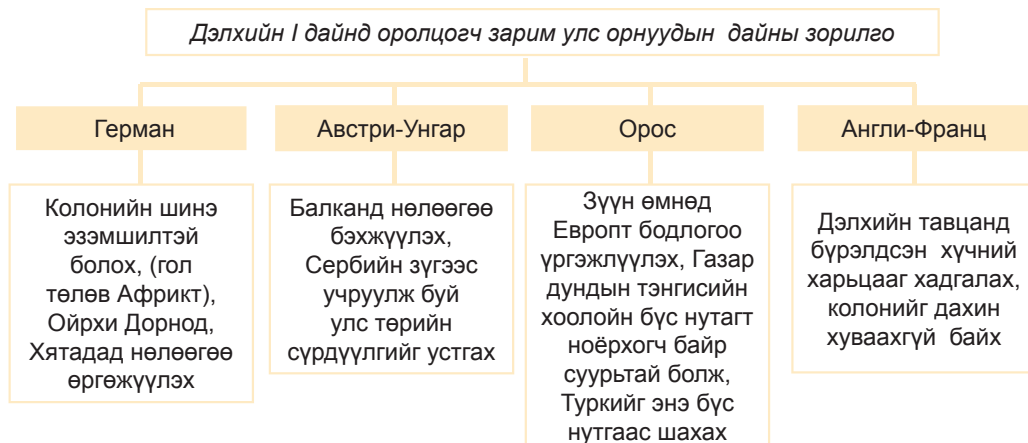 Дэлхийн I дайнд оролцогч зарим улс орнуудын дайны зорилго
Герман
Колонийн шинэ
эзэмшилтэй
болох, (гол
төлөв Африкт),
Ойрхи Дорнод,
Хятадад нөлөөгөө
өргөжүүлэх
Австри-Унгар
Балканд нөлөөгөө
бэхжүүлэх,
Сербийн зүгээс
учруулж буй
улс төрийн
сүрдүүлгийг устгах
Орос
Зүүн өмнөд
Европт бодлогоо
үргэжлүүлэх, Газар
дундын тэнгисийн
хоолойн бүс нутагт
ноёрхогч байр
суурьтай болж,
Туркийг энэ бүс
нутгаас шахах
Англи-Франц
Дэлхийн тавцанд
бүрэлдсэн хүчний
харьцааг хадгалах,
колонийг дахин
хуваахгүй байх